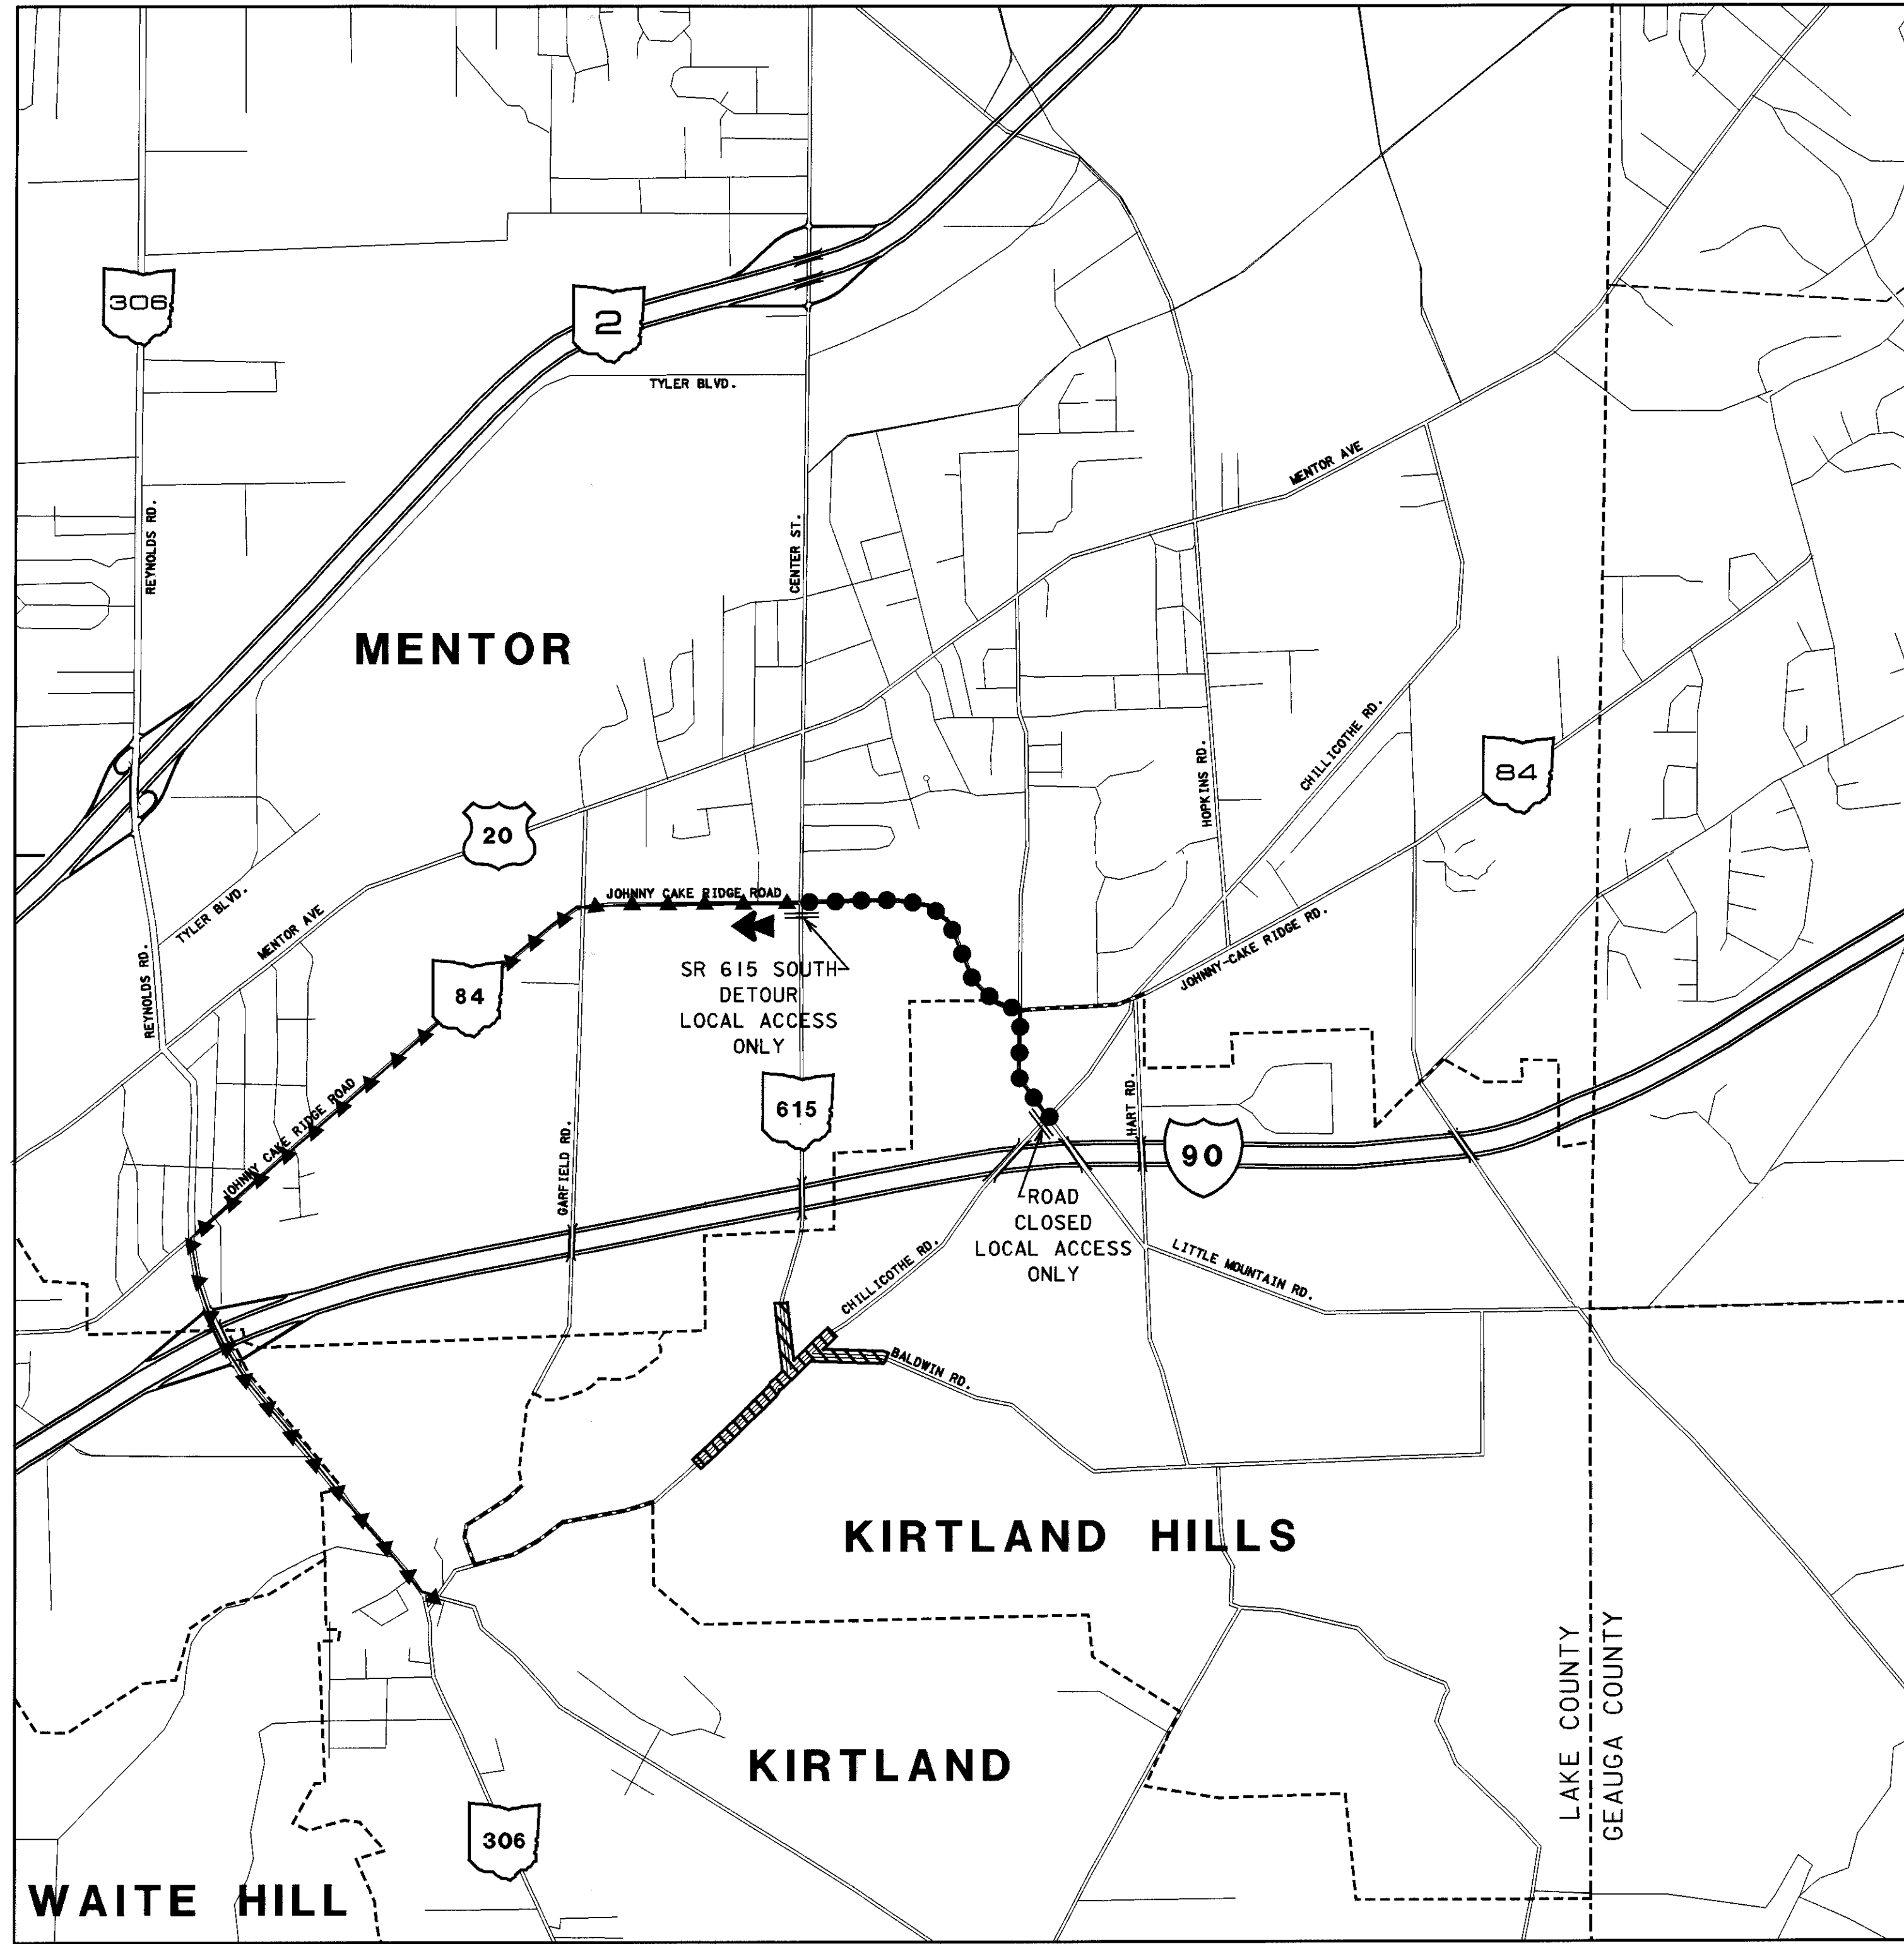 306
2
TYLER BLVD.
MENTOR AVE
REYNOLDS RD.
CENTER ST.
MENTOR
CHILLICOTHE RD.
HOPKINS RD.
84
20
JOHNNY CAKE RIDGE ROAD
TYLER BLVD.
MENTOR AVE
REYNOLDS RD.
JOHNNY-CAKE RIDGE RD.
84
SR 615 SOUTH
DETOUR
LOCAL ACCESS
ONLY
615
HART RD.
90
JOHNNY CAKE RIDGE ROAD
GARFIELD RD.
ROAD
CLOSED
LOCAL ACCESS
ONLY
CHILLICOTHE RD.
LITTLE MOUNTAIN RD.
BALDWIN RD.
KIRTLAND HILLS
KIRTLAND
LAKE COUNTY
GEAUGA COUNTY
306
WAITE HILL